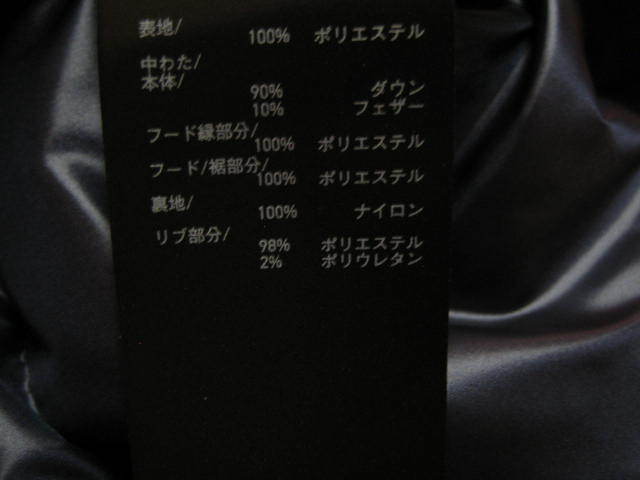 表地/
100% ポリエステル
中わた/
本体/
90% ダウン
10% フェザー
フード縁部分/
100% ポリエステル
フード/裾部分/
100% ポリエステル
裏地/
100% ナイロン
リブ部分/
98% ポリエステル
2% ポリウレタン